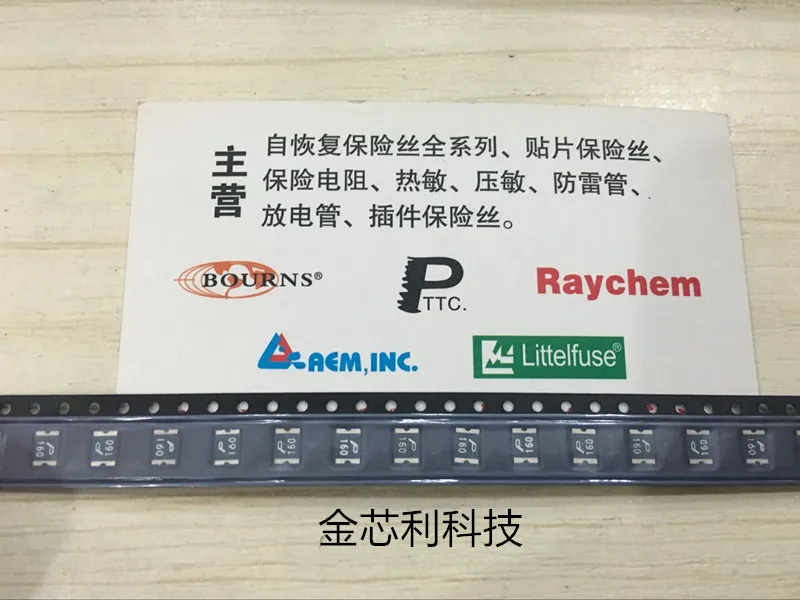 主营
自恢复保险丝全系列、贴片保险丝、
保险电阻、热敏、压敏、防雷管、
放电管、插件保险丝。
BOURNS®
P TTC.
Raychem
AEM,INC.
Littelfuse®
160 160 160 160 160 160 160 160 160 160 160 160 160
金芯利科技